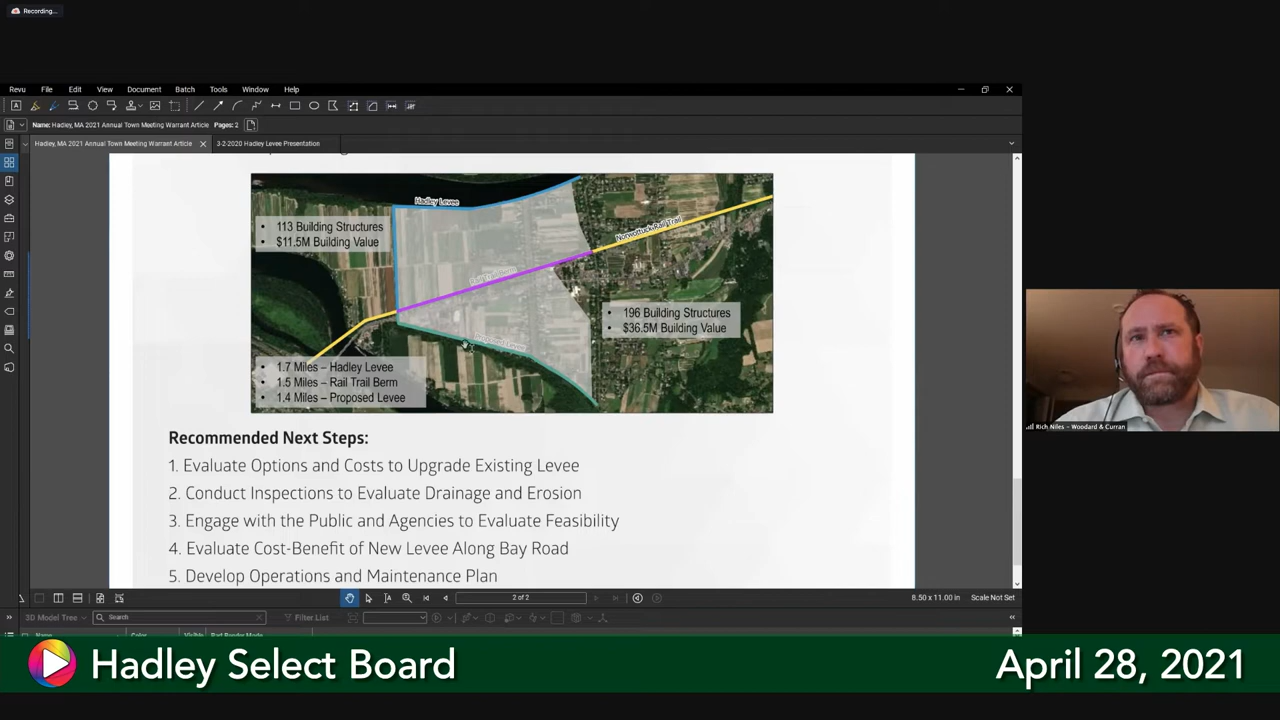 Recording...
Revu File Edit View Document Batch Tools Window Help
Name: Hadley, MA 2021 Annual Town Meeting Warrant Article Pages: 2
Hadley, MA 2021 Annual Town Meeting Warrant Article
3-2-2020 Hadley Levee Presentation
Hadley Levee
• 113 Building Structures
• $11.5M Building Value
Norwottuck Rail Trail
Rail Trail Berm
• 196 Building Structures
• $36.5M Building Value
Proposed Levee
• 1.7 Miles – Hadley Levee
• 1.5 Miles – Rail Trail Berm
• 1.4 Miles – Proposed Levee
Rich Niles - Woodard & Curran
Recommended Next Steps:
1. Evaluate Options and Costs to Upgrade Existing Levee
2. Conduct Inspections to Evaluate Drainage and Erosion
3. Engage with the Public and Agencies to Evaluate Feasibility
4. Evaluate Cost-Benefit of New Levee Along Bay Road
5. Develop Operations and Maintenance Plan
2 of 2
8.50 x 11.00 in Scale Not Set
3D Model Tree Search Filter List
Hadley Select Board
April 28, 2021